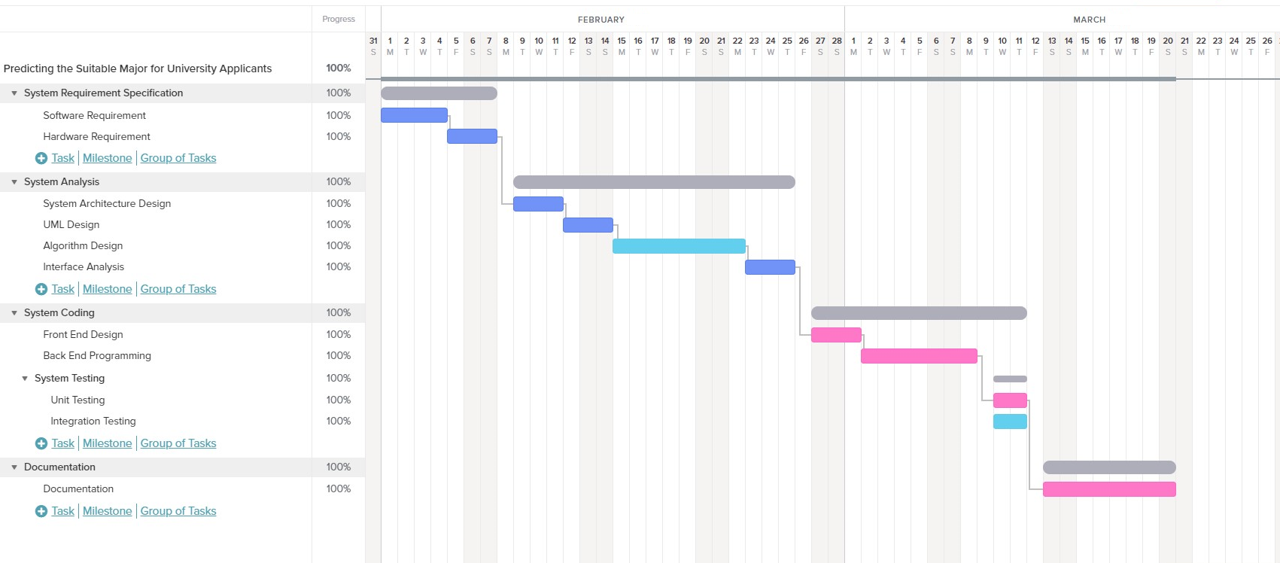 Progress
FEBRUARY
MARCH
31 1 2 3 4 5 6 7 8 9 10 11 12 13 14 15 16 17 18 19 20 21 22 23 24 25 26 27 28 1 2 3 4 5 6 7 8 9 10 11 12 13 14 15 16 17 18 19 20 21 22 23 24 25 26
S M T W T F S S M T W T F S S M T W T F S S M T W T F S S M T W T F S S M T W T F S S M T W T F S S M T W T F
Predicting the Suitable Major for University Applicants 100%
System Requirement Specification 100%
Software Requirement 100%
Hardware Requirement 100%
Task | Milestone | Group of Tasks
System Analysis 100%
System Architecture Design 100%
UML Design 100%
Algorithm Design 100%
Interface Analysis 100%
Task | Milestone | Group of Tasks
System Coding 100%
Front End Design 100%
Back End Programming 100%
System Testing 100%
Unit Testing 100%
Integration Testing 100%
Task | Milestone | Group of Tasks
Documentation 100%
Documentation 100%
Task | Milestone | Group of Tasks